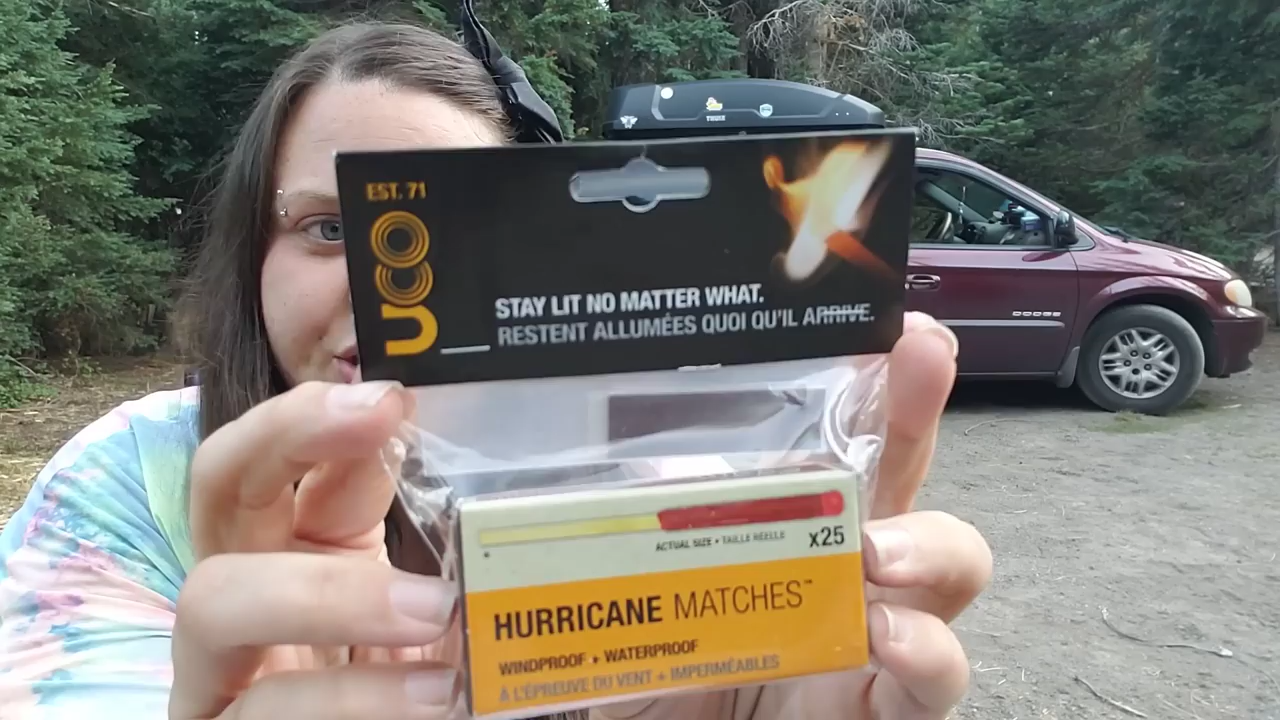 THULE
EST. 71
UCO
STAY LIT NO MATTER WHAT.
RESTENT ALLUMÉES QUOI QU'IL ARRIVE.
DODGE
ACTUAL SIZE • TAILLE RÉELLE
x25
HURRICANE MATCHES™
WINDPROOF + WATERPROOF
À L'ÉPREUVE DU VENT + IMPERMÉABLES